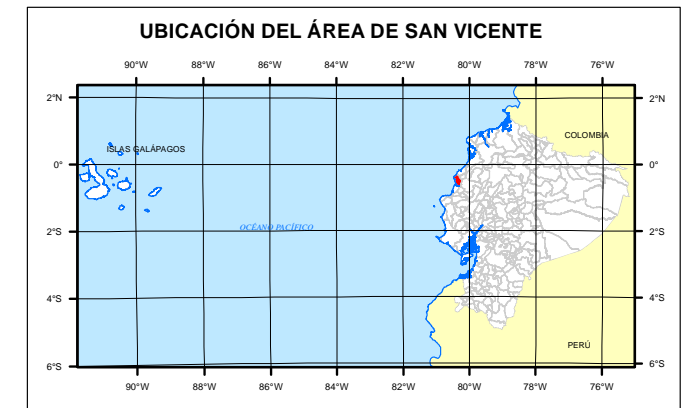 UBICACIÓN DEL ÁREA DE SAN VICENTE
90°W 88°W 86°W 84°W 82°W 80°W 78°W 76°W
2°N 2°N
COLOMBIA
ISLAS GALÁPAGOS
0° 0°
OCÉANO PACÍFICO
2°S 2°S
4°S 4°S
PERÚ
6°S 6°S
90°W 88°W 86°W 84°W 82°W 80°W 78°W 76°W